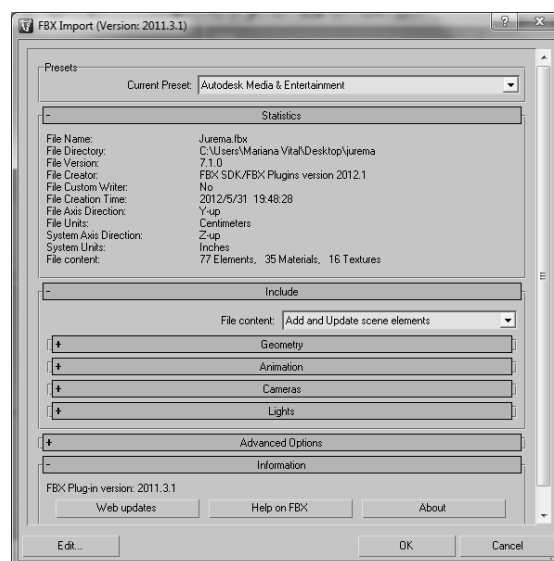 FBX Import (Version: 2011.3.1)
? X
Presets
Current Preset: Autodesk Media & Entertainment
- Statistics
File Name: Jurema.fbx
File Directory: C:\Users\Mariana Vital\Desktop\jurema
File Version: 7.1.0
File Creator: FBX SDK/FBX Plugins version 2012.1
File Custom Writer: No
File Creation Time: 2012/5/31 19:48:28
File Axis Direction: Y-up
File Units: Centimeters
System Axis Direction: Z-up
System Units: Inches
File content: 77 Elements, 35 Materials, 16 Textures
- Include
File content: Add and Update scene elements
+ Geometry
+ Animation
+ Cameras
+ Lights
+ Advanced Options
- Information
FBX Plug-in version: 2011.3.1
Web updates Help on FBX About
Edit... OK Cancel